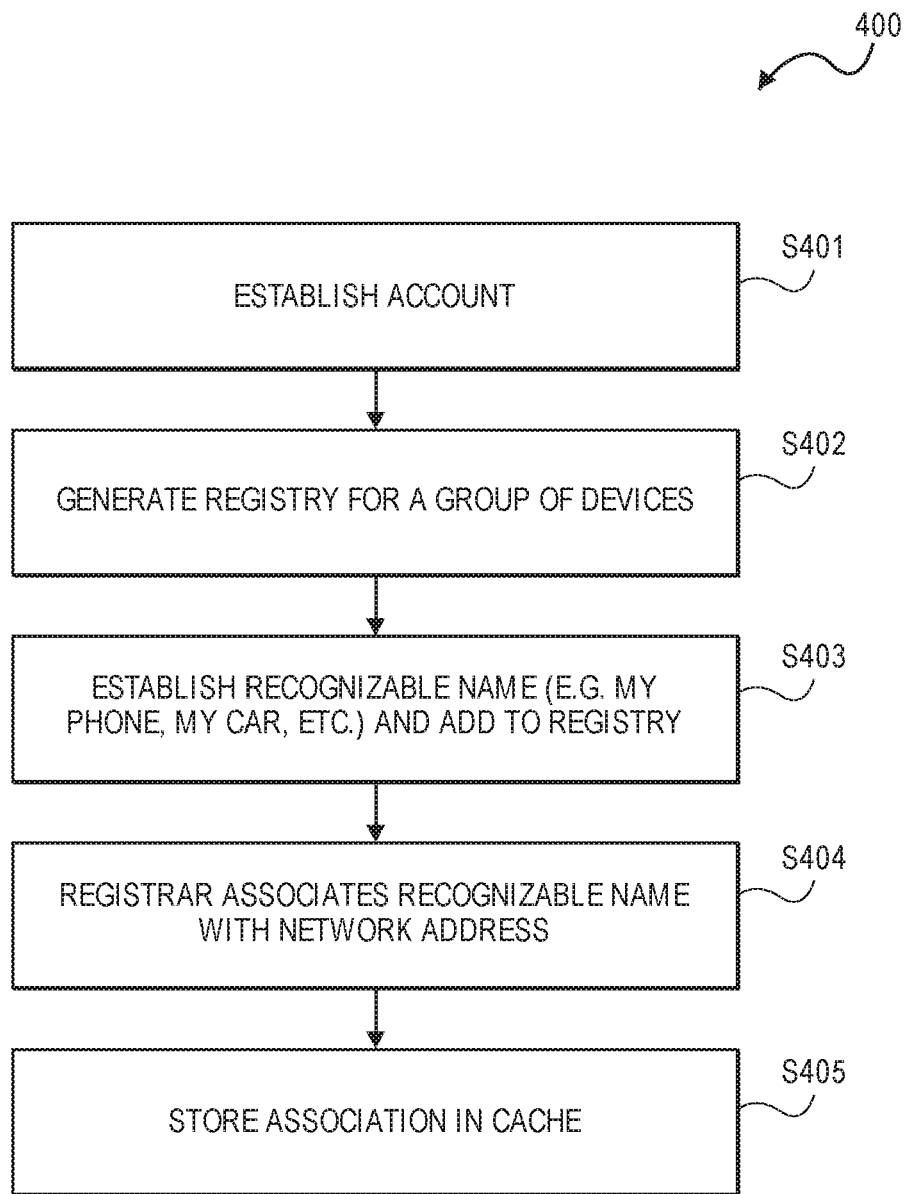 400
S401
ESTABLISH ACCOUNT
S402
GENERATE REGISTRY FOR A GROUP OF DEVICES
S403
ESTABLISH RECOGNIZABLE NAME (E.G. MY
PHONE, MY CAR, ETC.) AND ADD TO REGISTRY
S404
REGISTRAR ASSOCIATES RECOGNIZABLE NAME
WITH NETWORK ADDRESS
S405
STORE ASSOCIATION IN CACHE